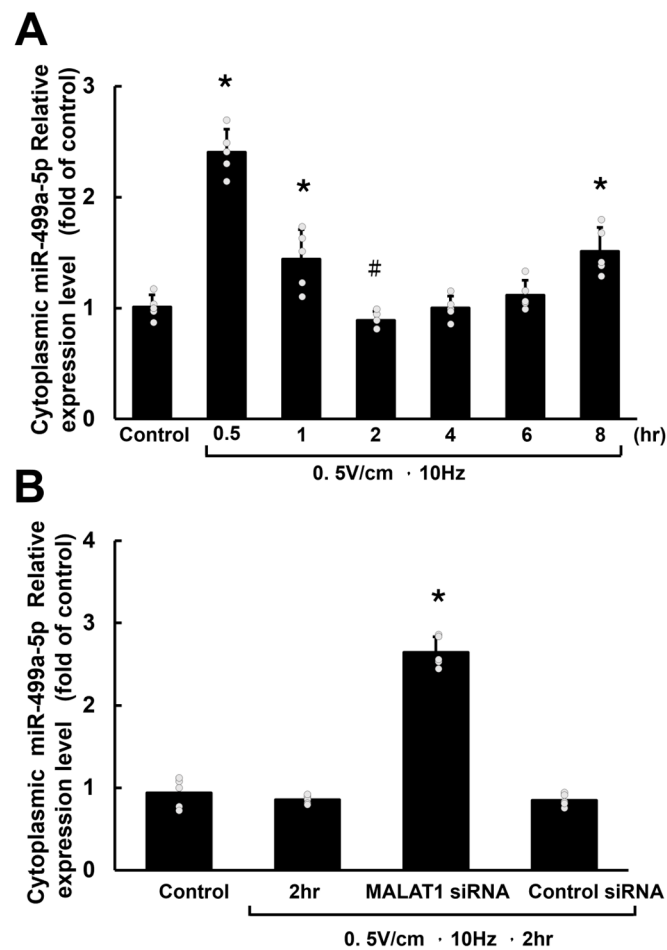 A
Cytoplasmic miR-499a-5p Relative
expression level (fold of control)
3
2
1
0
*
*
#
*
Control 0.5 1 2 4 6 8 (hr)
0. 5V/cm · 10Hz
B
Cytoplasmic miR-499a-5p Relative
expression level (fold of control)
4
3
2
1
0
*
Control 2hr MALAT1 siRNA Control siRNA
0. 5V/cm · 10Hz · 2hr